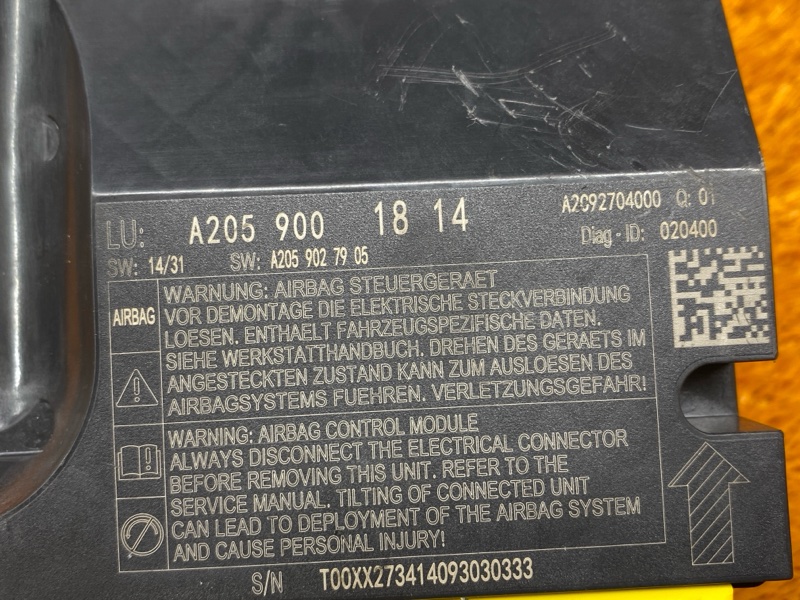 LU: A205 900 18 14 A2C92704000 Q: 01
Diag - ID: 020400
SW: 14/31 SW: A205 902 79 05
AIRBAG
WARNUNG: AIRBAG STEUERGERAET
VOR DEMONTAGE DIE ELEKTRISCHE STECKVERBINDUNG
LOESEN. ENTHAELT FAHRZEUGSPEZIFISCHE DATEN.
SIEHE WERKSTATTHANDBUCH. DREHEN DES GERAETS IM
ANGESTECKTEN ZUSTAND KANN ZUM AUSLOESEN DES
AIRBAGSYSTEMS FUEHREN. VERLETZUNGSGEFAHR!
WARNING: AIRBAG CONTROL MODULE
ALWAYS DISCONNECT THE ELECTRICAL CONNECTOR
BEFORE REMOVING THIS UNIT. REFER TO THE
SERVICE MANUAL. TILTING OF CONNECTED UNIT
CAN LEAD TO DEPLOYMENT OF THE AIRBAG SYSTEM
AND CAUSE PERSONAL INJURY!
S/N T00XX273414093030333